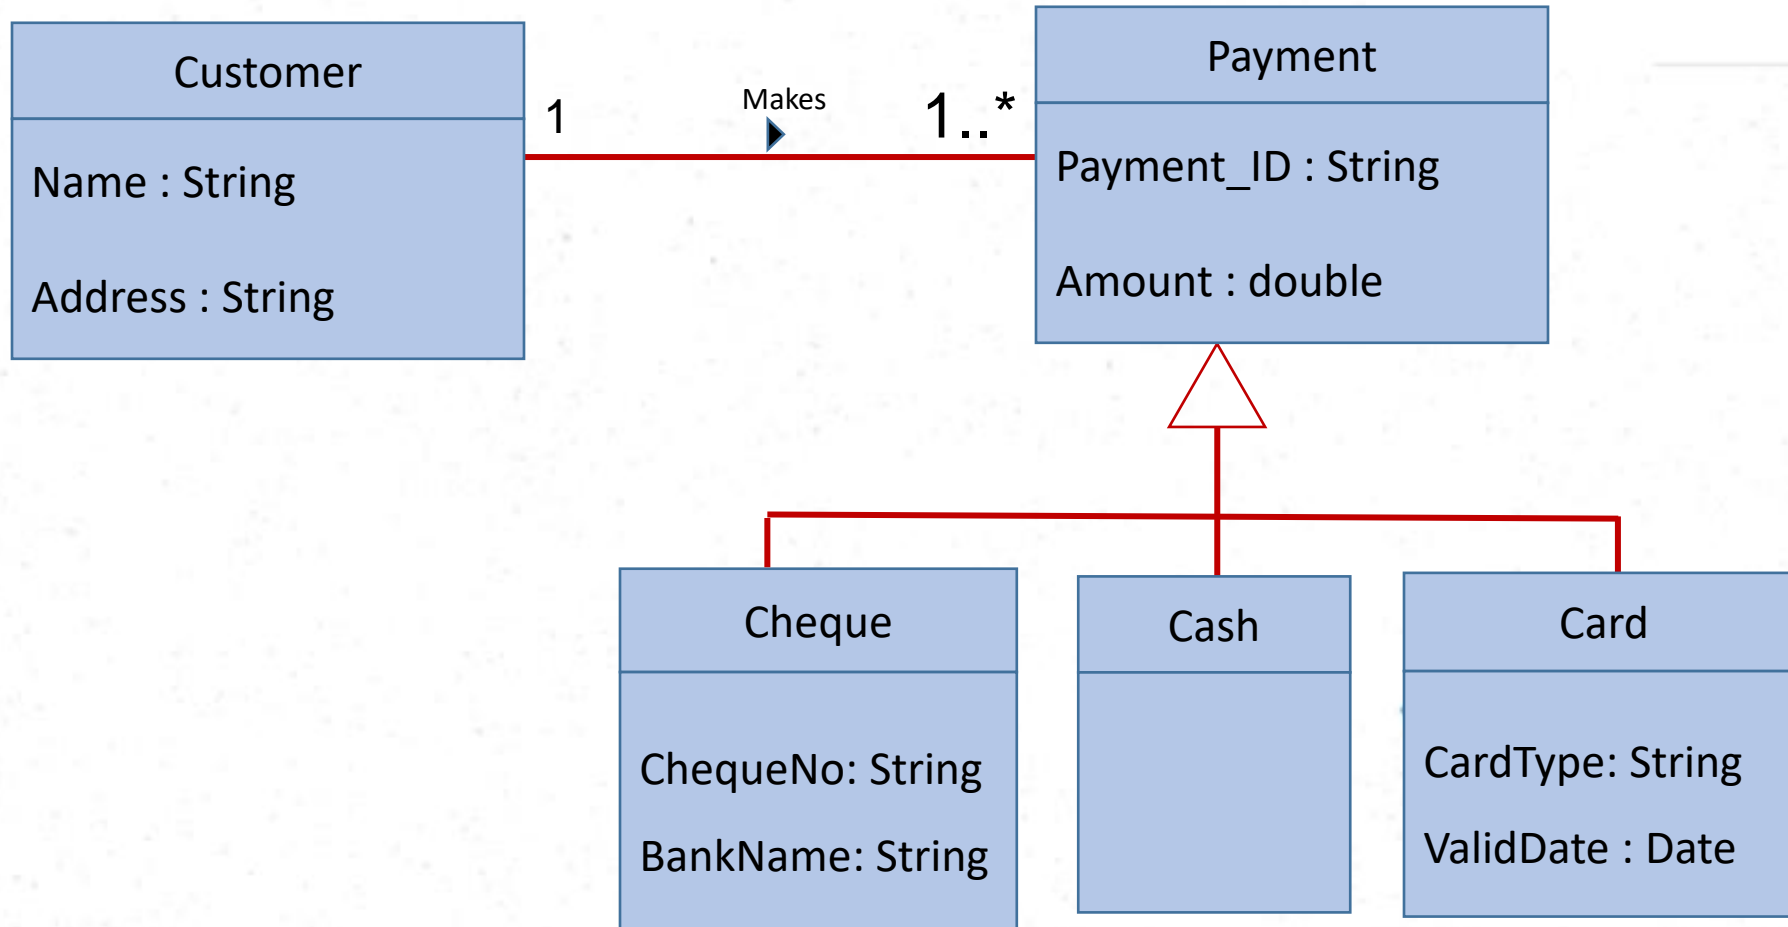 Customer
Name : String
Address : String
1
Makes
1..*
Payment
Payment_ID : String
Amount : double
Cheque
ChequeNo: String
BankName: String
Cash
Card
CardType: String
ValidDate : Date